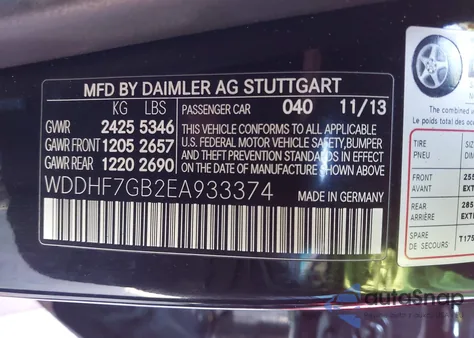 MFD BY DAIMLER AG STUTTGART
KG LBS
PASSENGER CAR 040 11/13
GVWR 2425 5346
GAWR FRONT 1205 2657
GAWR REAR 1220 2690
THIS VEHICLE CONFORMS TO ALL APPLICABLE
U.S. FEDERAL MOTOR VEHICLE SAFETY, BUMPER,
AND THEFT PREVENTION STANDARDS IN EFFECT ON
THE DATE OF MANUFACTURE SHOWN ABOVE.
WDDHF7GB2EA933374 MADE IN GERMANY
The combined
TIRE
PNEU
FRONT
AVANT
REAR 285
ARRIÈRE
SPARE
DE SECOURS
autoSnap